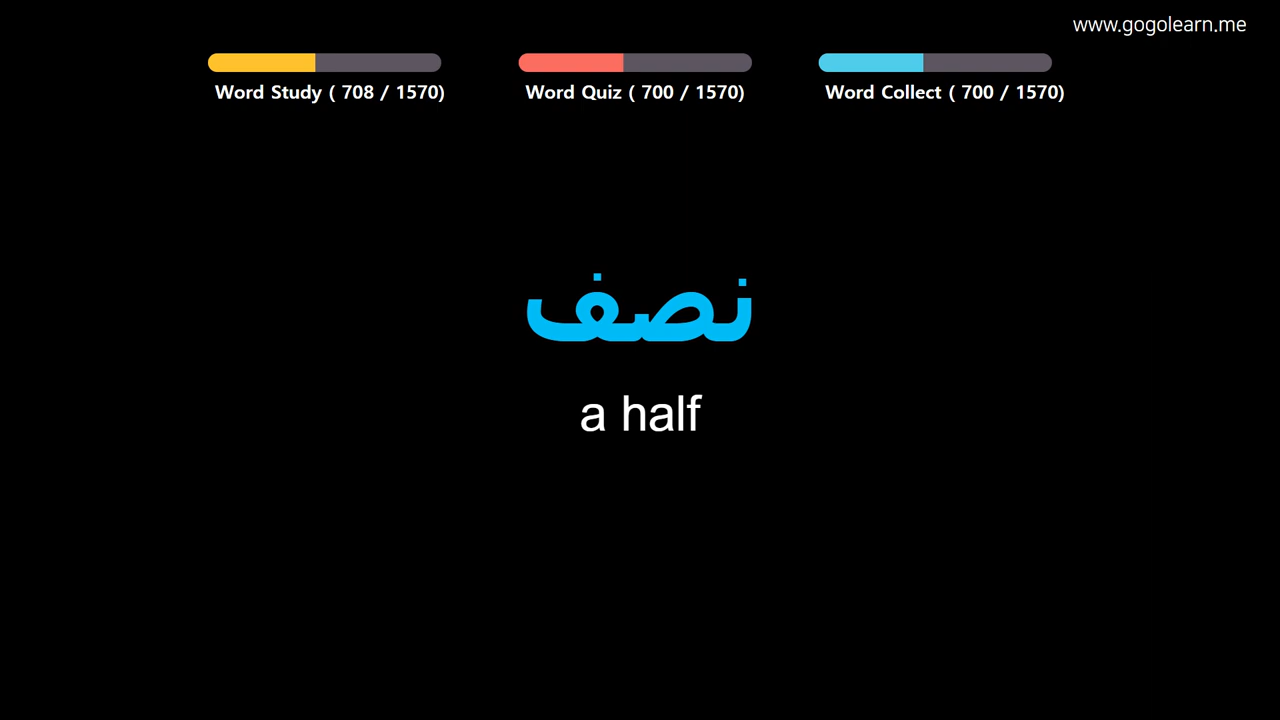 www.gogolearn.me
Word Study ( 708 / 1570)
Word Quiz ( 700 / 1570)
Word Collect ( 700 / 1570)
نصف
a half